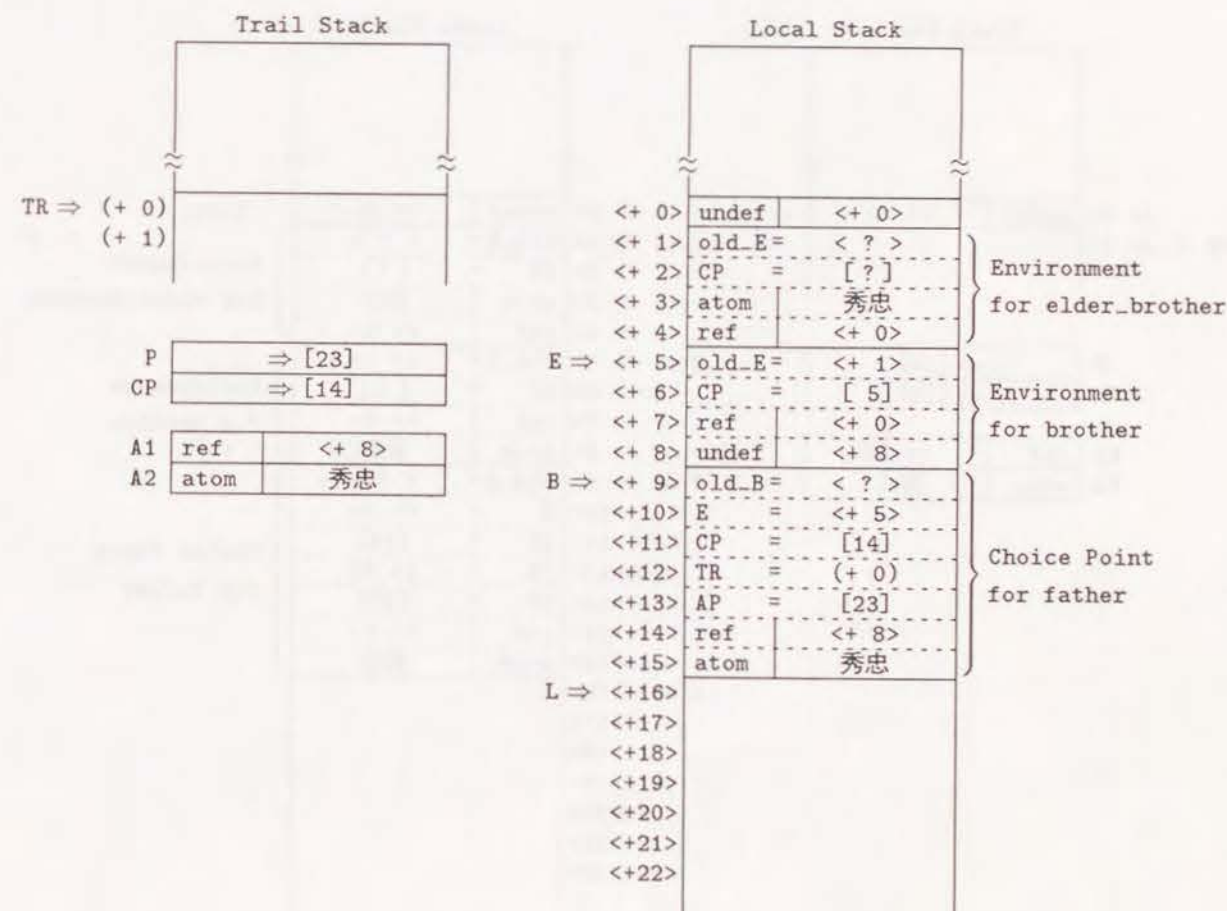 Trail Stack
TR ⇒ (+ 0)
(+ 1)
P ⇒ [23]
CP ⇒ [14]
A1 ref <+ 8>
A2 atom 秀忠
Local Stack
<+ 0> undef <+ 0>
<+ 1> old_E= < ? >
<+ 2> CP = [ ? ]
<+ 3> atom 秀忠
<+ 4> ref <+ 0>
Environment
for elder_brother
E ⇒ <+ 5> old_E= <+ 1>
<+ 6> CP = [ 5]
<+ 7> ref <+ 0>
<+ 8> undef <+ 8>
Environment
for brother
B ⇒ <+ 9> old_B= < ? >
<+10> E = <+ 5>
<+11> CP = [14]
<+12> TR = (+ 0)
<+13> AP = [23]
<+14> ref <+ 8>
<+15> atom 秀忠
Choice Point
for father
L ⇒ <+16>
<+17>
<+18>
<+19>
<+20>
<+21>
<+22>